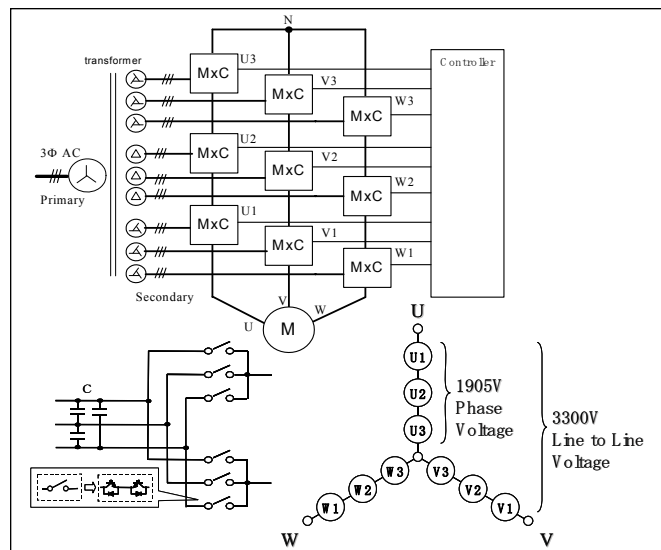 N
transformer
U3
MxC
V3
MxC
W3
MxC
Controller
3Φ AC
Primary
U2
MxC
V2
MxC
W2
MxC
U1
MxC
V1
MxC
W1
MxC
Secondary
U
V
W
M
C
U
U1
U2
U3
1905V
Phase
Voltage
3300V
Line to Line
Voltage
W3
V3
W2
V2
W1
V1
W
V